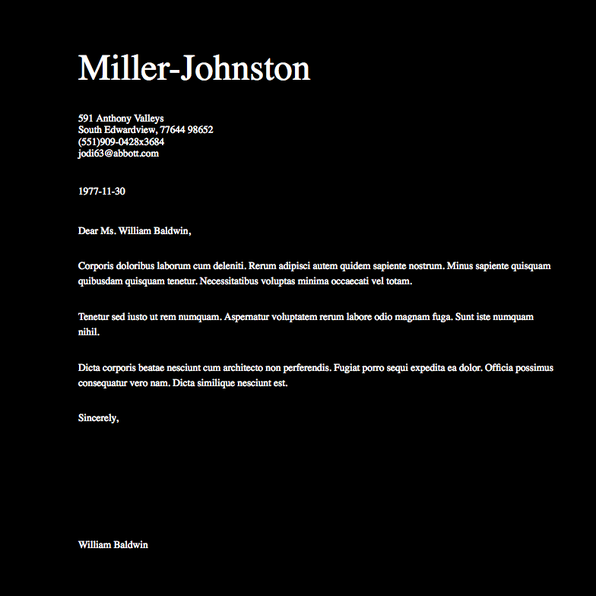 Miller-Johnston
591 Anthony Valleys
South Edwardview, 77644 98652
(551)909-0428x3684
jodi63@abbott.com
1977-11-30
Dear Ms. William Baldwin,
Corporis doloribus laborum cum deleniti. Rerum adipisci autem quidem sapiente nostrum. Minus sapiente quisquam
quibusdam quisquam tenetur. Necessitatibus voluptas minima occaecati vel totam.
Tenetur sed iusto ut rem numquam. Aspernatur voluptatem rerum labore odio magnam fuga. Sunt iste numquam
nihil.
Dicta corporis beatae nesciunt cum architecto non perferendis. Fugiat porro sequi expedita ea dolor. Officia possimus
consequatur vero nam. Dicta similique nesciunt est.
Sincerely,
William Baldwin